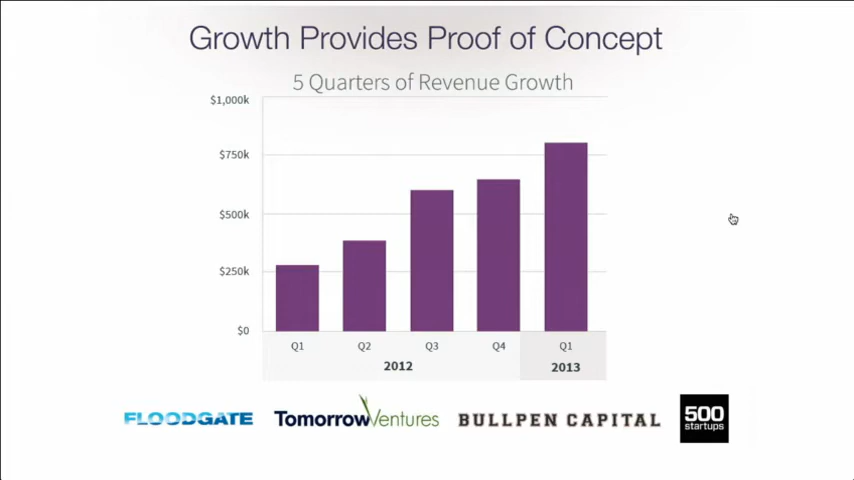 Growth Provides Proof of Concept
5 Quarters of Revenue Growth
$1,000k
$750k
$500k
$250k
$0
Q1 Q2 Q3 Q4 Q1
2012 2013
FLOODGATE TomorrowVentures BULLPEN CAPITAL 500
startups